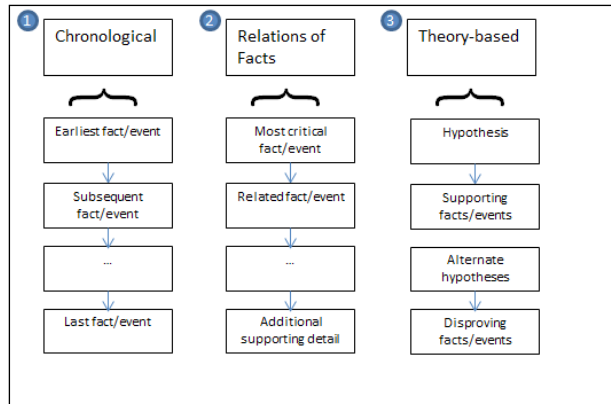 1
Chronological
Earliest fact/event
Subsequent
fact/event
...
Last fact/event
2
Relations of
Facts
Most critical
fact/event
Related fact/event
...
Additional
supporting detail
3
Theory-based
Hypothesis
Supporting
facts/events
Alternate
hypotheses
Disproving
facts/events